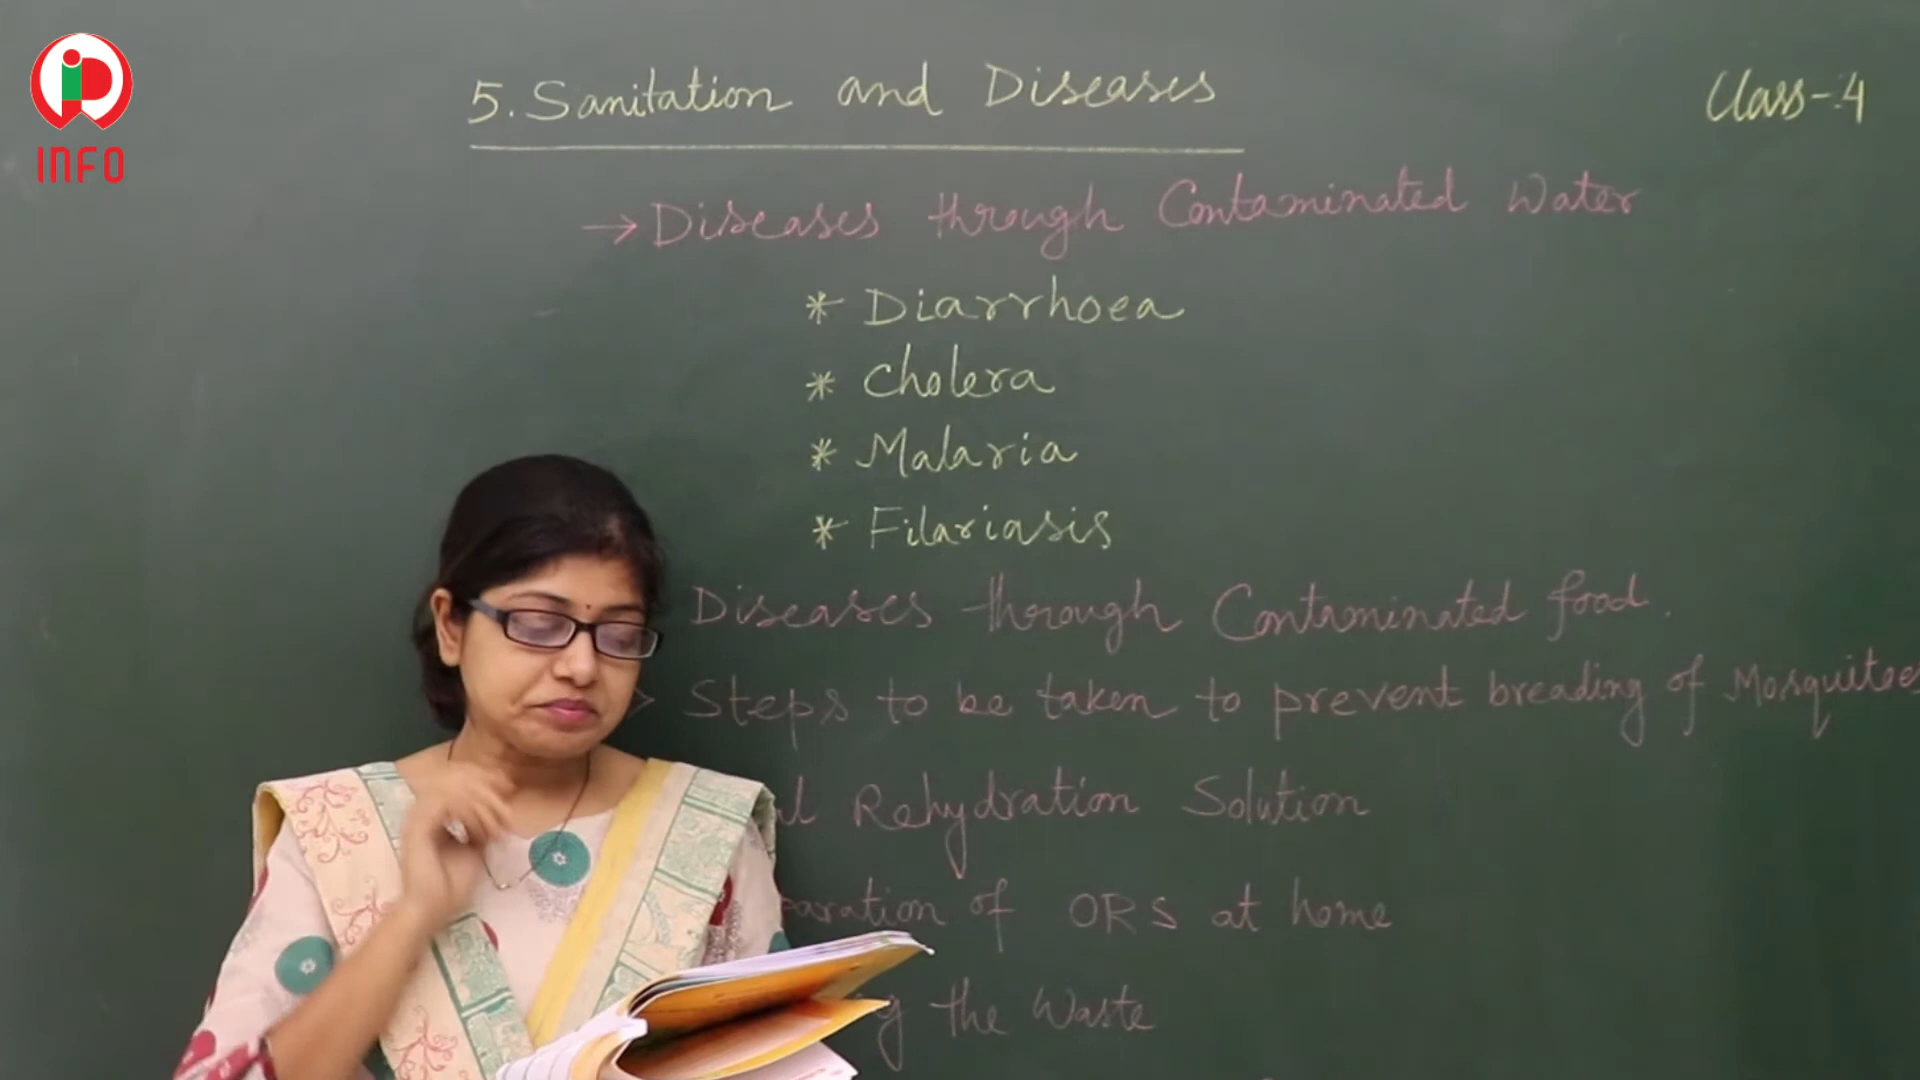 INFO
5. Sanitation and Diseases
Class-4
→ Diseases through Contaminated Water
* Diarrhoea
* Cholera
* Malaria
* Filariasis
Diseases through Contaminated food.
Steps to be taken to prevent breading of Mosquitoes
Rehydration Solution
of ORS at home
the Waste